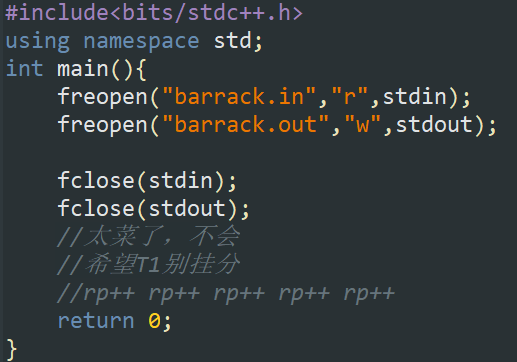 #include<bits/stdc++.h>
using namespace std;
int main(){
    freopen("barrack.in","r",stdin);
    freopen("barrack.out","w",stdout);

    fclose(stdin);
    fclose(stdout);
    //太菜了，不会
    //希望T1别挂分
    //rp++ rp++ rp++ rp++ rp++
    return 0;
}